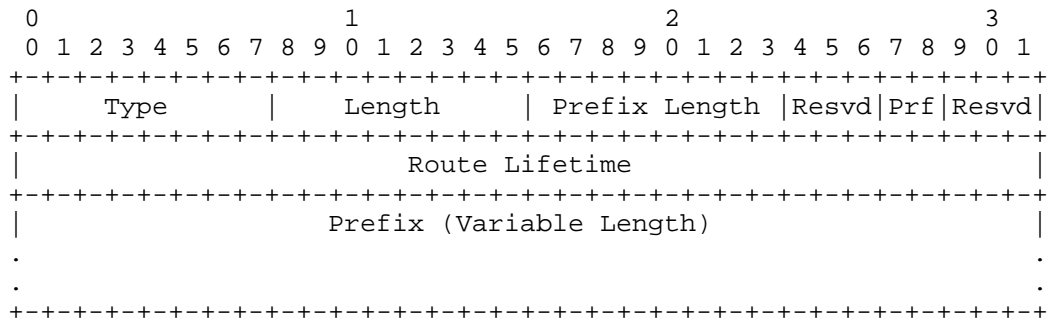 0                   1                   2                   3
 0 1 2 3 4 5 6 7 8 9 0 1 2 3 4 5 6 7 8 9 0 1 2 3 4 5 6 7 8 9 0 1
+-+-+-+-+-+-+-+-+-+-+-+-+-+-+-+-+-+-+-+-+-+-+-+-+-+-+-+-+-+-+-+-+
|     Type      |    Length     | Prefix Length |Resvd|Prf|Resvd|
+-+-+-+-+-+-+-+-+-+-+-+-+-+-+-+-+-+-+-+-+-+-+-+-+-+-+-+-+-+-+-+-+
|                        Route Lifetime                         |
+-+-+-+-+-+-+-+-+-+-+-+-+-+-+-+-+-+-+-+-+-+-+-+-+-+-+-+-+-+-+-+-+
|                   Prefix (Variable Length)                    |
.                                                               .
.                                                               .
+-+-+-+-+-+-+-+-+-+-+-+-+-+-+-+-+-+-+-+-+-+-+-+-+-+-+-+-+-+-+-+-+